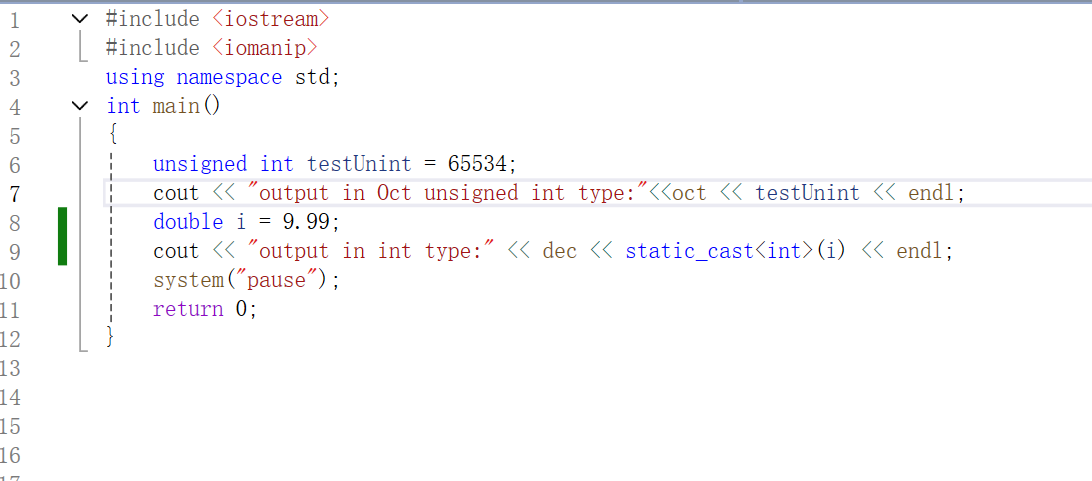 1 #include <iostream>
2 #include <iomanip>
3 using namespace std;
4 int main()
5 {
6 unsigned int testUnint = 65534;
7 cout << "output in Oct unsigned int type:"<<oct << testUnint << endl;
8 double i = 9.99;
9 cout << "output in int type:" << dec << static_cast<int>(i) << endl;
10 system("pause");
11 return 0;
12 }
13
14
15
16